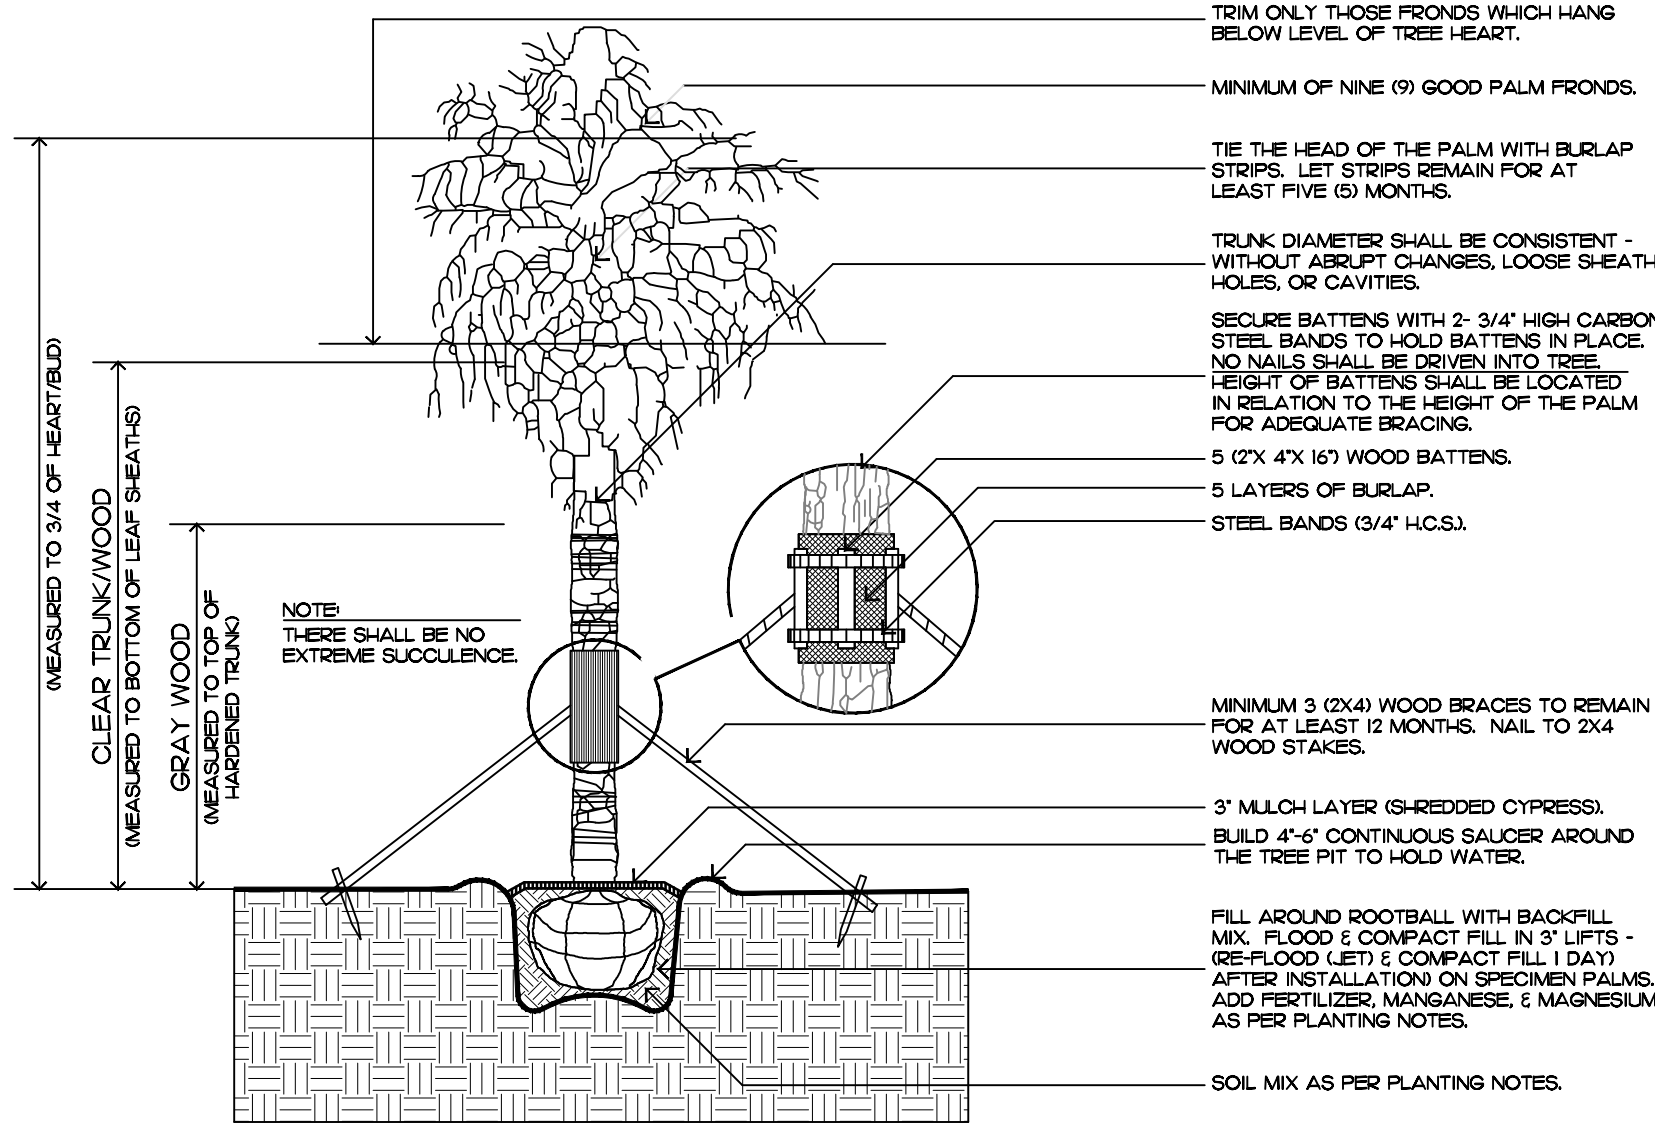 TRIM ONLY THOSE FRONDS WHICH HANG
BELOW LEVEL OF TREE HEART.
MINIMUM OF NINE (9) GOOD PALM FRONDS.
TIE THE HEAD OF THE PALM WITH BURLAP
STRIPS. LET STRIPS REMAIN FOR AT
LEAST FIVE (5) MONTHS.
TRUNK DIAMETER SHALL BE CONSISTENT -
WITHOUT ABRUPT CHANGES, LOOSE SHEATH
HOLES, OR CAVITIES.
SECURE BATTENS WITH 2- 3/4" HIGH CARBON
STEEL BANDS TO HOLD BATTENS IN PLACE.
NO NAILS SHALL BE DRIVEN INTO TREE.
HEIGHT OF BATTENS SHALL BE LOCATED
IN RELATION TO THE HEIGHT OF THE PALM
FOR ADEQUATE BRACING.
5 (2"X 4"X 16") WOOD BATTENS.
5 LAYERS OF BURLAP.
STEEL BANDS (3/4" H.C.S.).
MINIMUM 3 (2X4) WOOD BRACES TO REMAIN
FOR AT LEAST 12 MONTHS. NAIL TO 2X4
WOOD STAKES.
3" MULCH LAYER (SHREDDED CYPRESS).
BUILD 4"-6" CONTINUOUS SAUCER AROUND
THE TREE PIT TO HOLD WATER.
FILL AROUND ROOTBALL WITH BACKFILL
MIX. FLOOD & COMPACT FILL IN 3" LIFTS -
(RE-FLOOD (JET) & COMPACT FILL 1 DAY)
AFTER INSTALLATION) ON SPECIMEN PALMS.
ADD FERTILIZER, MANGANESE, & MAGNESIUM
AS PER PLANTING NOTES.
SOIL MIX AS PER PLANTING NOTES.
(MEASURED TO 3/4 OF HEART/BUD)
CLEAR TRUNK/WOOD
(MEASURED TO BOTTOM OF LEAF SHEATHS)
GRAY WOOD
(MEASURED TO TOP OF
HARDENED TRUNK)
NOTE:
THERE SHALL BE NO
EXTREME SUCCULENCE.